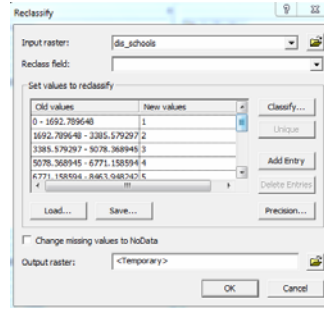 Reclassify
Input raster: dis_schools
Reclass field:
Set values to reclassify
Old values New values
0 - 1692.789648 1
1692.789648 - 3385.579297 2
3385.579297 - 5078.368945 3
5078.368945 - 6771.158594 4
6771.158594 - 8463.948242 5
Classify...
Unique
Add Entry
Delete Entries
Load... Save... Precision...
Change missing values to NoData
Output raster: <Temporary>
OK Cancel